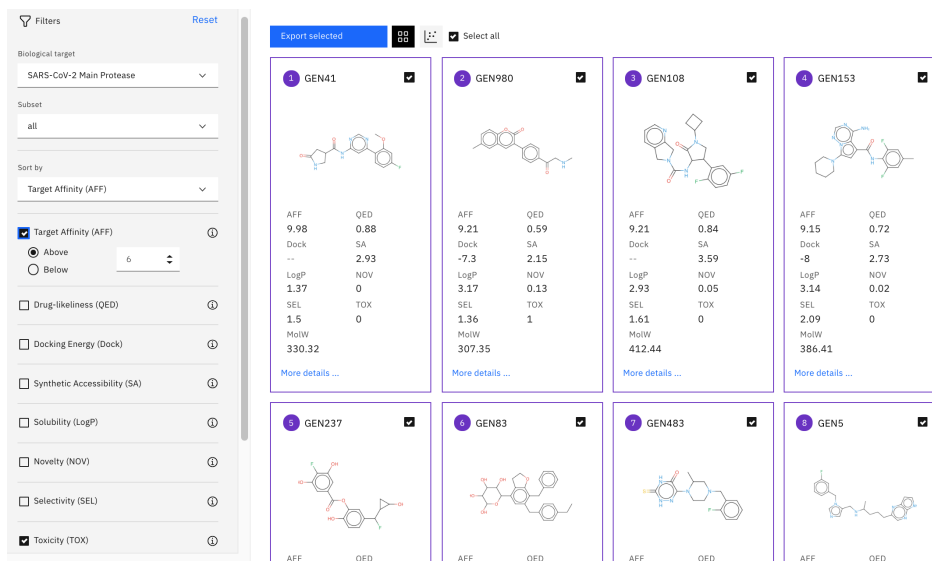 Filters
Reset
Biological target
SARS-CoV-2 Main Protease
Subset
all
Sort by
Target Affinity (AFF)
Target Affinity (AFF)
Above
Below
6
Drug-likeliness (QED)
Docking Energy (Dock)
Synthetic Accessibility (SA)
Solubility (LogP)
Novelty (NOV)
Selectivity (SEL)
Toxicity (TOX)
Export selected
Select all
1 GEN41
AFF QED
9.98 0.88
Dock SA
-- 2.93
LogP NOV
1.37 0
SEL TOX
1.5 0
MolW
330.32
More details ...
2 GEN980
AFF QED
9.21 0.59
Dock SA
-7.3 2.15
LogP NOV
3.17 0.13
SEL TOX
1.36 1
MolW
307.35
More details ...
3 GEN108
AFF QED
9.21 0.84
Dock SA
-- 3.59
LogP NOV
2.93 0.05
SEL TOX
1.61 0
MolW
412.44
More details ...
4 GEN153
AFF QED
9.15 0.72
Dock SA
-8 2.73
LogP NOV
3.14 0.02
SEL TOX
2.09 0
MolW
386.41
More details ...
5 GEN237
AFF QED
6 GEN83
AFF QED
7 GEN483
AFF QED
8 GEN5
AFF QED